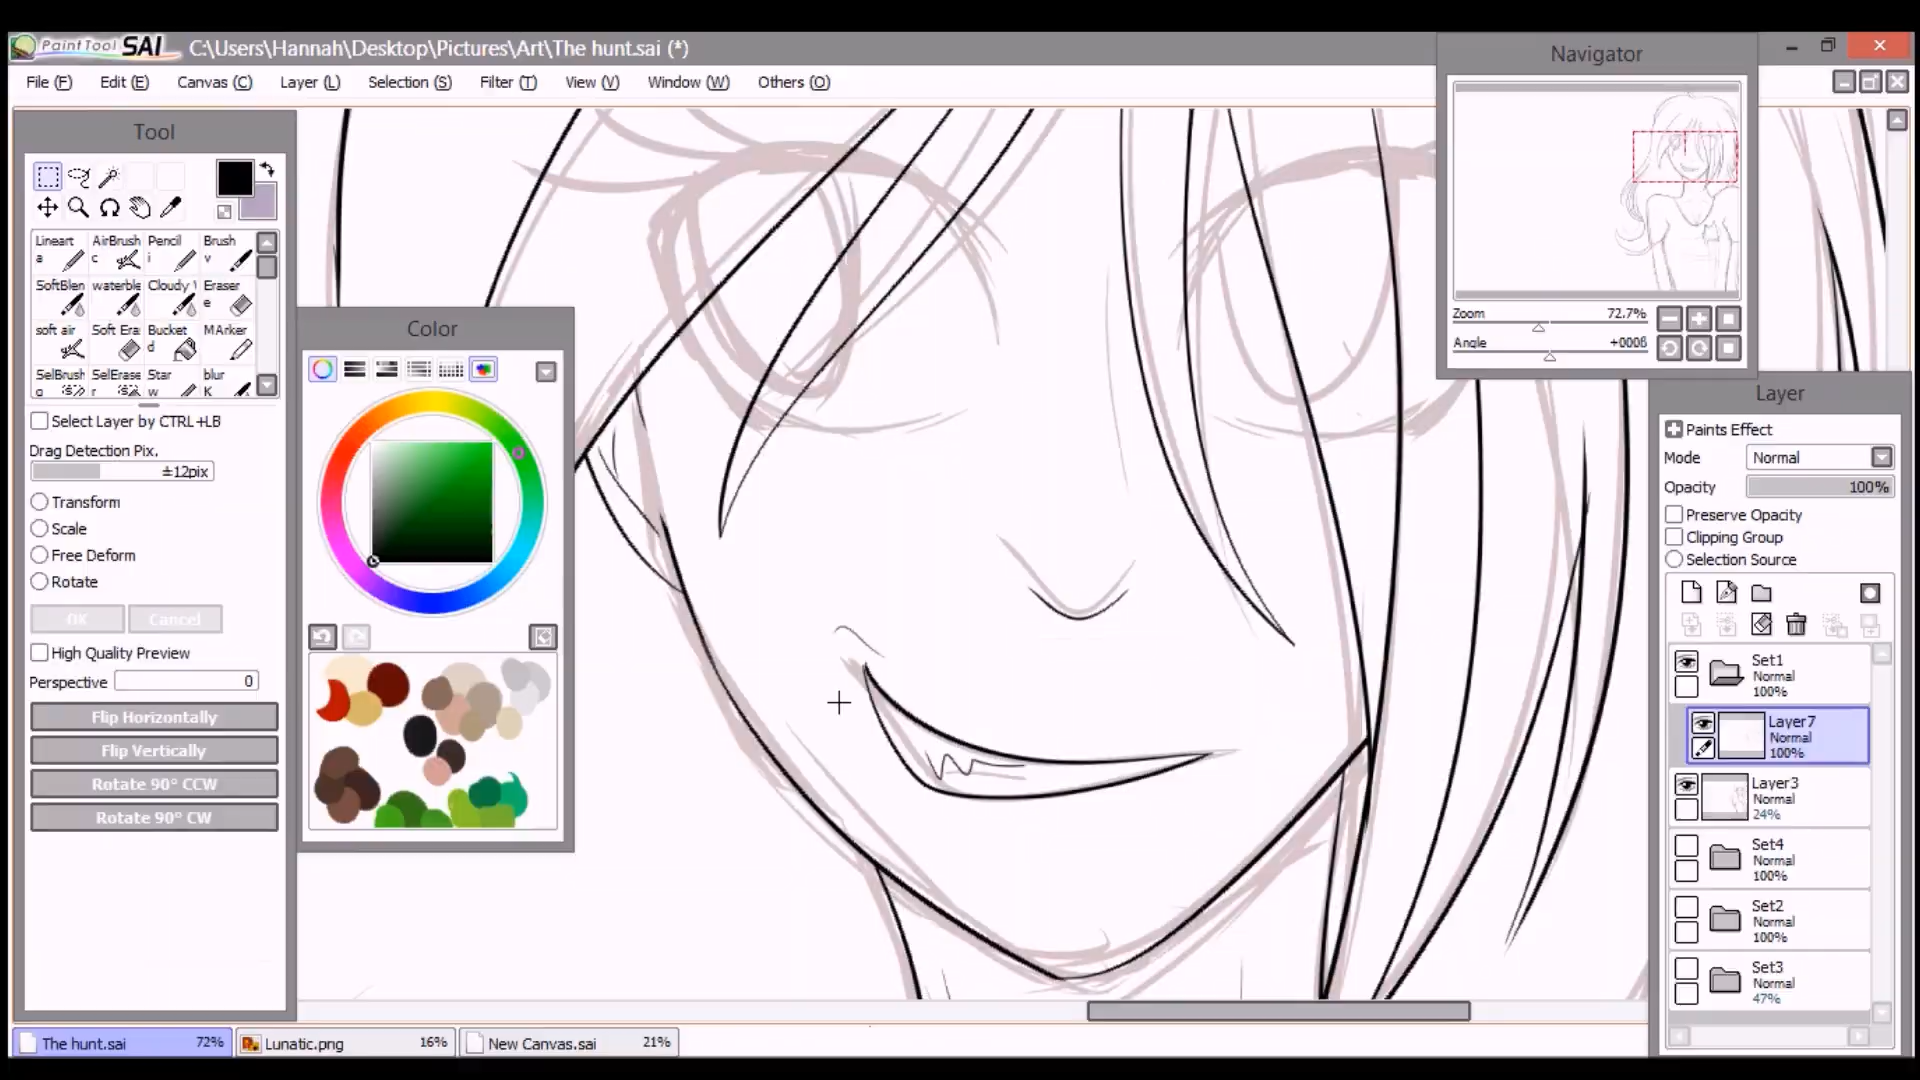 PaintTool SAI C:\Users\Hannah\Desktop\Pictures\Art\The hunt.sai (*)
File (F) Edit (E) Canvas (C) Layer (L) Selection (S) Filter (T) View (V) Window (W) Others (O)
Navigator
Zoom 72.7%
Angle
Tool
Lineart AirBrush Pencil Brush
a c i v
SoftBlen waterble Cloudy Eraser
e
soft air Soft Era Bucket MArker
d
SelBrush SelErase Star blur
q w K
Select Layer by CTRL+LB
Drag Detection Pix.
±12pix
Transform
Scale
Free Deform
Rotate
OK Cancel
High Quality Preview
Perspective 0
Flip Horizontally
Flip Vertically
Rotate 90° CCW
Rotate 90° CW
Color
Layer
Paints Effect
Mode Normal
Opacity 100%
Preserve Opacity
Clipping Group
Selection Source
Set1
Normal
100%
Layer7
Normal
100%
Layer3
Normal
24%
Set4
Normal
100%
Set2
Normal
100%
Set3
Normal
47%
The hunt.sai 72% Lunatic.png 16% New Canvas.sai 21%